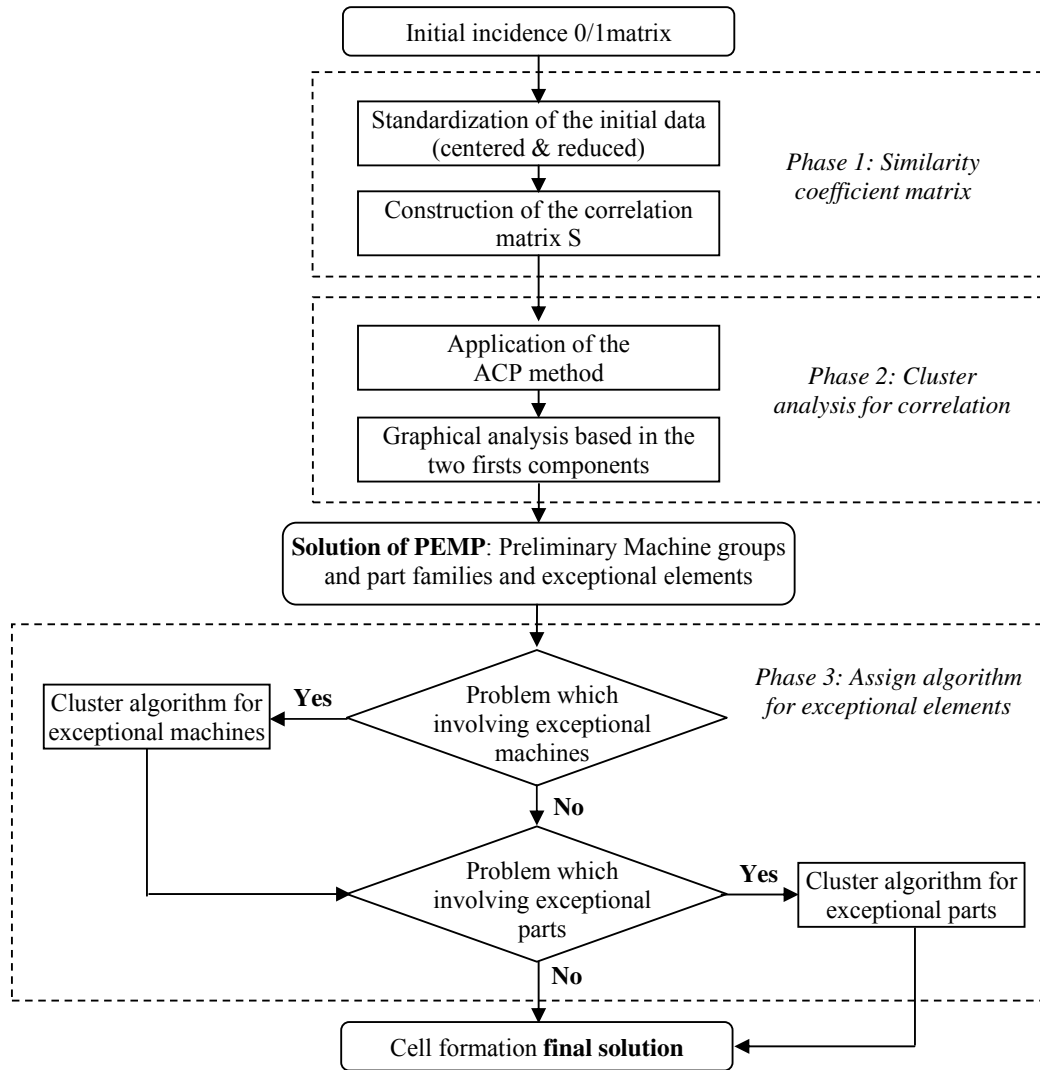 Initial incidence 0/1matrix
Standardization of the initial data
(centered & reduced)
Phase 1: Similarity
coefficient matrix
Construction of the correlation
matrix S
Application of the
ACP method
Phase 2: Cluster
analysis for correlation
Graphical analysis based in the
two firsts components
Solution of PEMP: Preliminary Machine groups
and part families and exceptional elements
Phase 3: Assign algorithm
for exceptional elements
Problem which
involving exceptional
machines
Yes
Cluster algorithm for
exceptional machines
No
Problem which
involving exceptional
parts
Yes
Cluster algorithm for
exceptional parts
No
Cell formation final solution